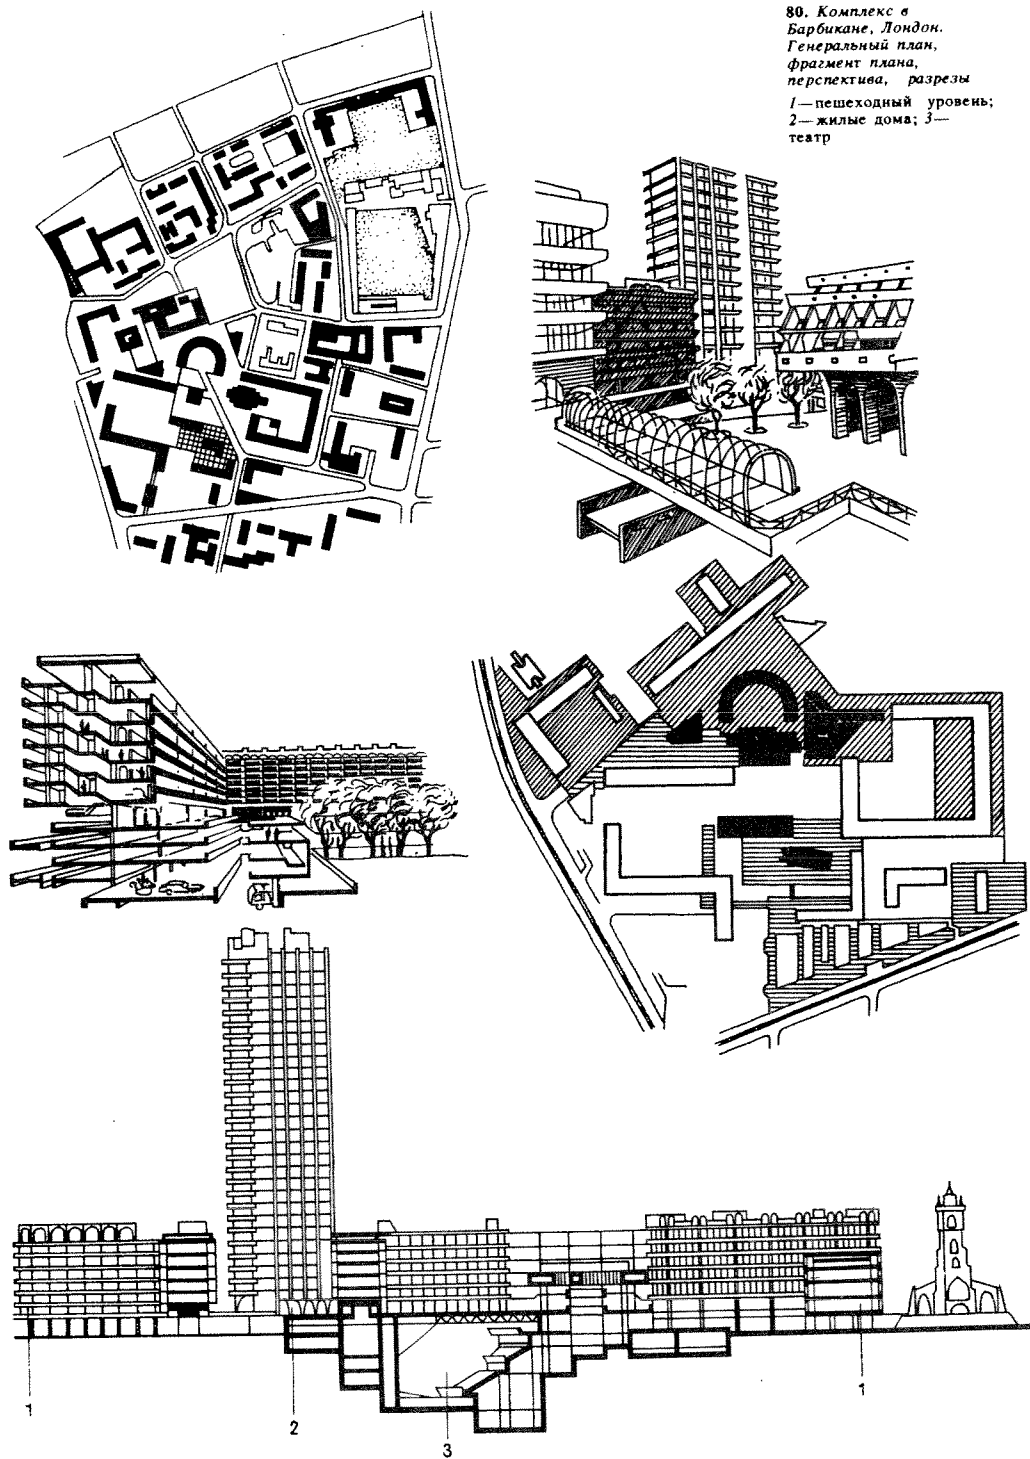 80. Комплекс в
Барбикане, Лондон.
Генеральный план,
фрагмент плана,
перспектива, разрезы
1—пешеходный уровень;
2—жилые дома; 3—
театр
1
2
3
1